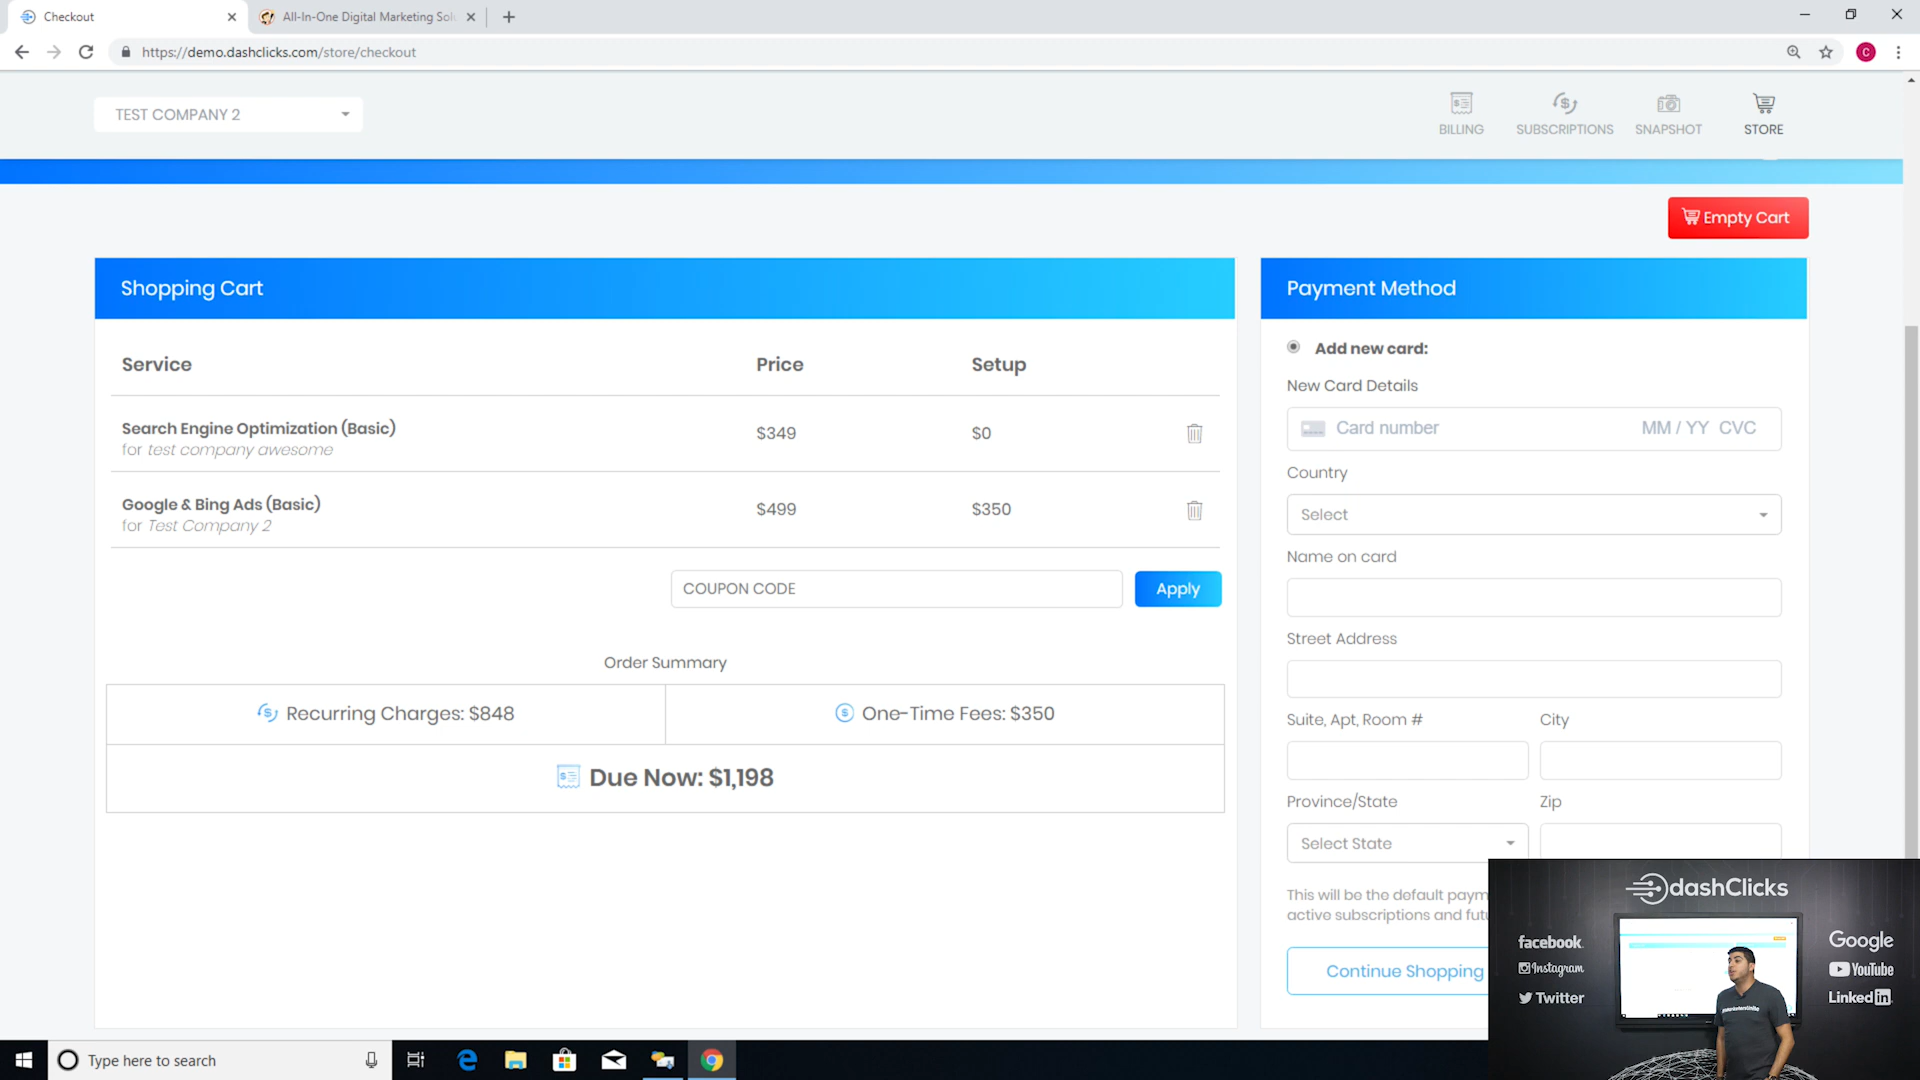 Checkout
All-In-One Digital Marketing Sol
https://demo.dashclicks.com/store/checkout
C
TEST COMPANY 2
BILLING
SUBSCRIPTIONS
SNAPSHOT
STORE
Empty Cart
Shopping Cart
Service Price Setup
Search Engine Optimization (Basic)
for test company awesome
$349 $0
Google & Bing Ads (Basic)
for Test Company 2
$499 $350
COUPON CODE
Apply
Order Summary
Recurring Charges: $848
One-Time Fees: $350
Due Now: $1,198
Payment Method
Add new card:
New Card Details
Card number MM / YY CVC
Country
Select
Name on card
Street Address
Suite, Apt, Room # City
Province/State Zip
Select State
This will be the default paym
active subscriptions and futu
Continue Shopping
dashClicks
facebook
Instagram
Twitter
Google
YouTube
Linked in
Type here to search